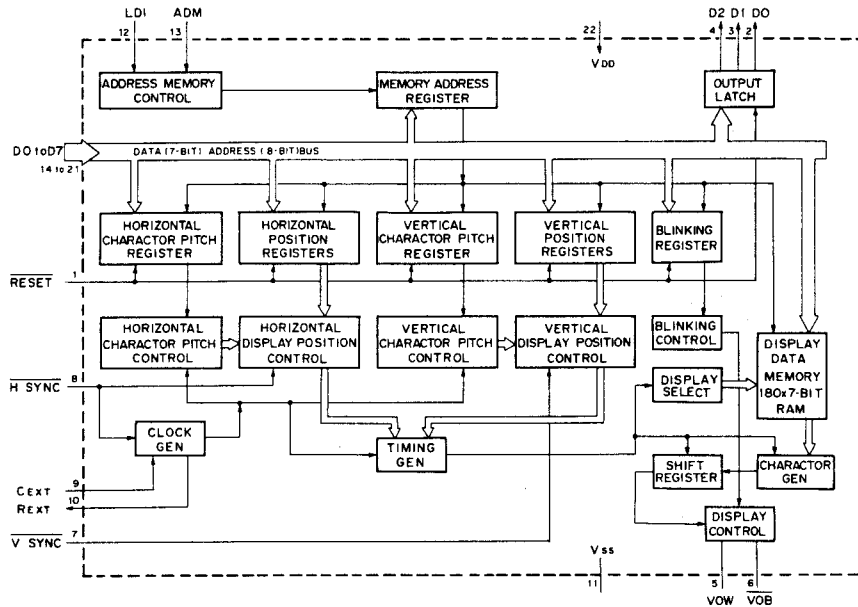 LDI ADM
12 13
22
VDD
D2 D1 DO
4 3 2
ADDRESS MEMORY
CONTROL
MEMORY ADDRESS
REGISTER
OUTPUT
LATCH
DO to D7
14 to 21
DATA (7-BIT) ADDRESS (8-BIT) BUS
HORIZONTAL
CHARACTOR PITCH
REGISTER
HORIZONTAL
POSITION
REGISTERS
VERTICAL
CHARACTOR PITCH
REGISTER
VERTICAL
POSITION
REGISTERS
BLINKING
REGISTER
RESET
1
HORIZONTAL
CHARACTOR PITCH
CONTROL
HORIZONTAL
DISPLAY POSITION
CONTROL
VERTICAL
CHARACTOR PITCH
CONTROL
VERTICAL
DISPLAY POSITION
CONTROL
BLINKING
CONTROL
DISPLAY
DATA
MEMORY
180x7-BIT
RAM
H SYNC
8
DISPLAY
SELECT
CLOCK
GEN
TIMING
GEN
SHIFT
REGISTER
CHARACTOR
GEN
CEXT
9
REXT
10
V SYNC
7
DISPLAY
CONTROL
VSS
11
5 6
VOW VOB